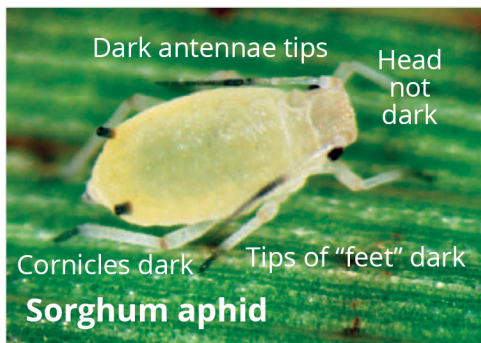 Dark antennae tips
Head
not
dark
Cornicles dark
Tips of “feet” dark
Sorghum aphid